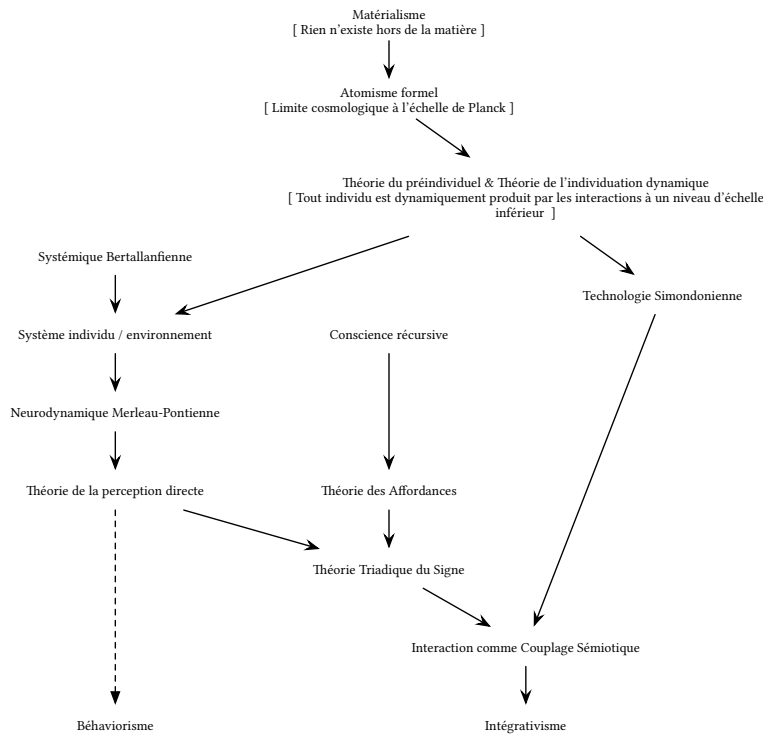 Matérialisme
[ Rien n'existe hors de la matière ]
Atomisme formel
[ Limite cosmologique à l'échelle de Planck ]
Théorie du préindividuel & Théorie de l'individuation dynamique
[ Tout individu est dynamiquement produit par les interactions à un niveau d'échelle
inférieur ]
Systémique Bertallanfienne
Technologie Simondonienne
Système individu / environnement
Conscience récursive
Neurodynamique Merleau-Pontienne
Théorie de la perception directe
Théorie des Affordances
Théorie Triadique du Signe
Interaction comme Couplage Sémiotique
Béhaviorisme
Intégrativisme